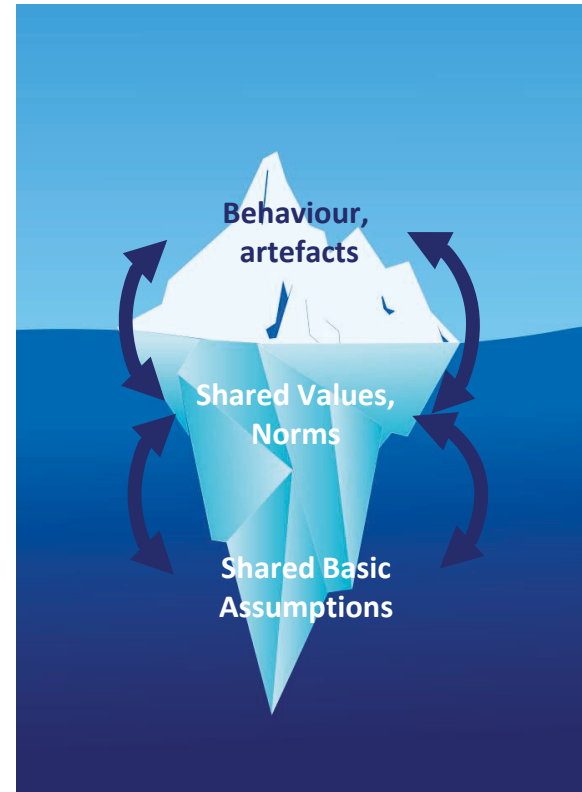 Behaviour,
artefacts
Shared Values,
Norms
Shared Basic
Assumptions